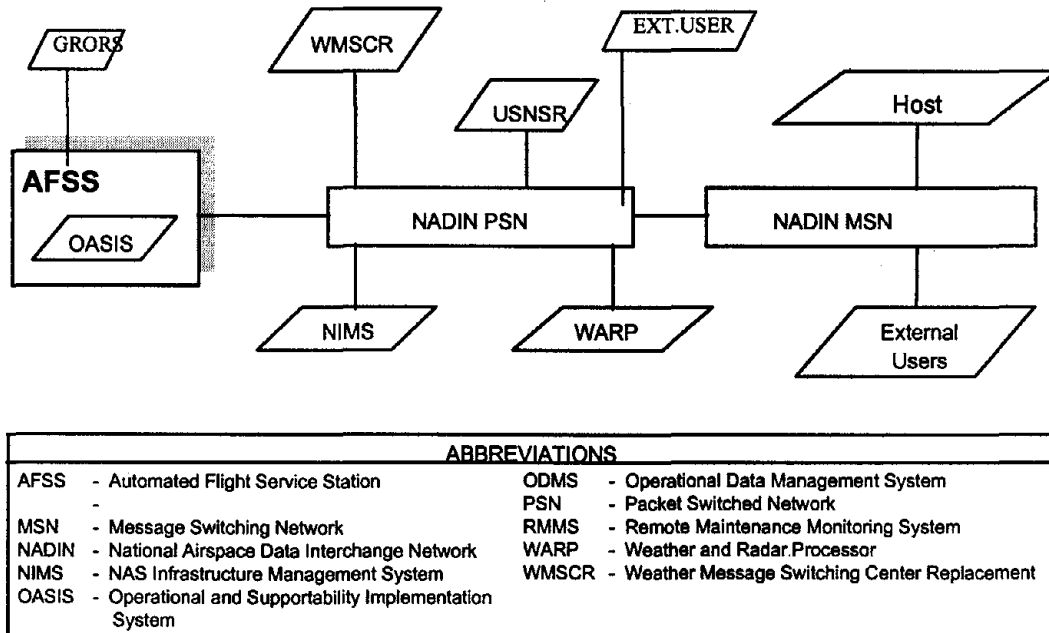 GRORS
WMSCR
EXT.USER
USNSR
Host
AFSS
OASIS
NADIN PSN
NADIN MSN
NIMS
WARP
External
Users
ABBREVIATIONS
AFSS - Automated Flight Service Station
-
MSN - Message Switching Network
NADIN - National Airspace Data Interchange Network
NIMS - NAS Infrastructure Management System
OASIS - Operational and Supportability Implementation
System
ODMS - Operational Data Management System
PSN - Packet Switched Network
RMMS - Remote Maintenance Monitoring System
WARP - Weather and Radar Processor
WMSCR - Weather Message Switching Center Replacement